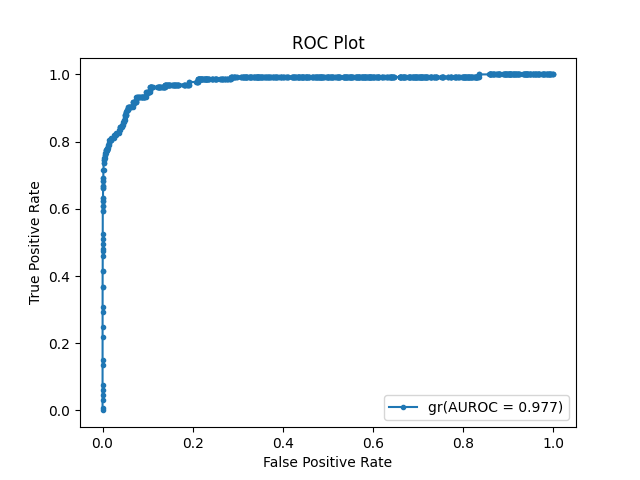 ROC Plot
1.0
0.8
0.6
0.4
0.2
0.0
True Positive Rate
gr(AUROC = 0.977)
0.0 0.2 0.4 0.6 0.8 1.0
False Positive Rate